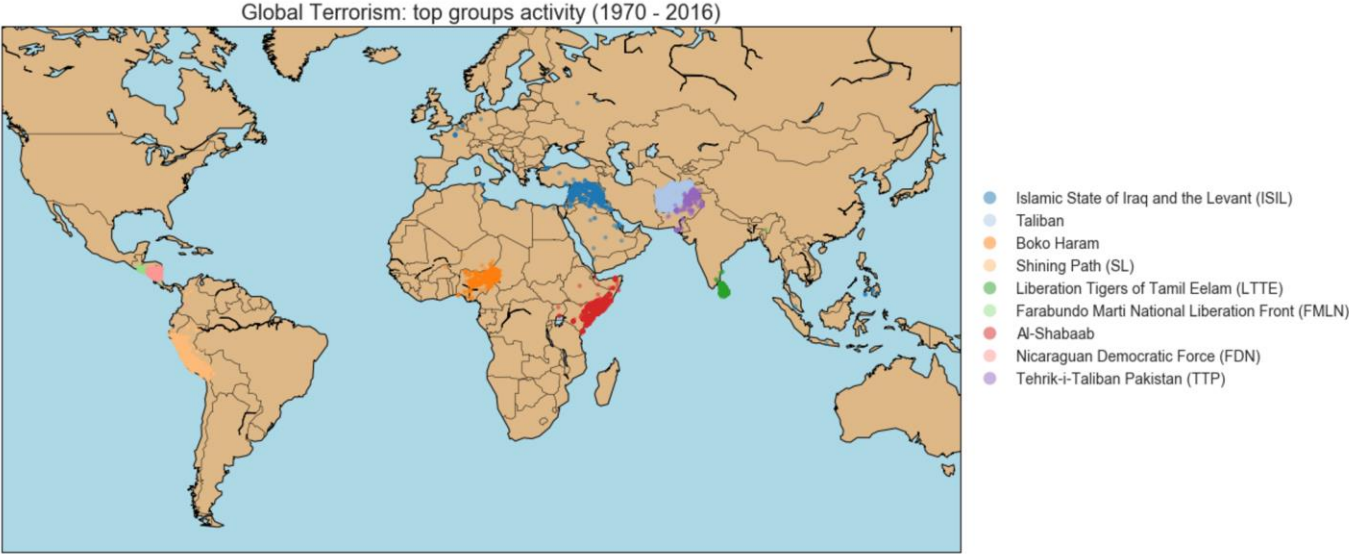 Global Terrorism: top groups activity (1970 - 2016)
Islamic State of Iraq and the Levant (ISIL)
Taliban
Boko Haram
Shining Path (SL)
Liberation Tigers of Tamil Eelam (LTTE)
Farabundo Marti National Liberation Front (FMLN)
Al-Shabaab
Nicaraguan Democratic Force (FDN)
Tehrik-i-Taliban Pakistan (TTP)